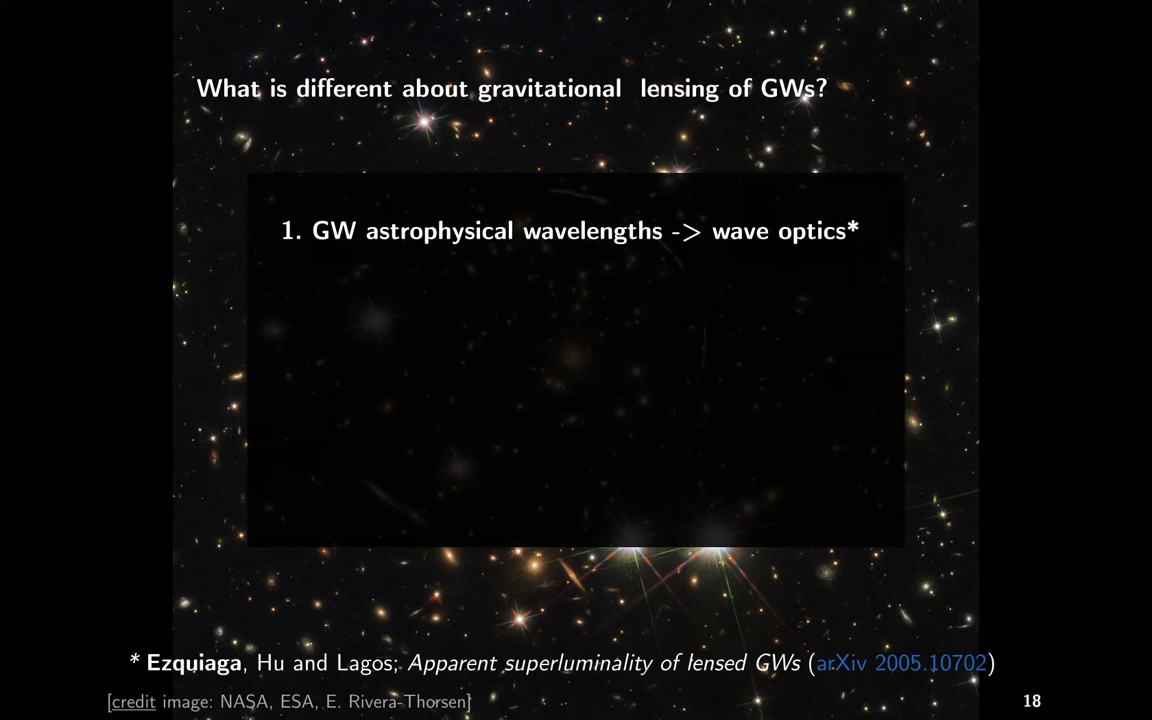 What is different about gravitational lensing of GWs?
1. GW astrophysical wavelengths -> wave optics*
* Ezquiaga, Hu and Lagos; Apparent superluminality of lensed GWs (arXiv 2005.10702)
[credit image: NASA, ESA, E. Rivera-Thorsen]
18